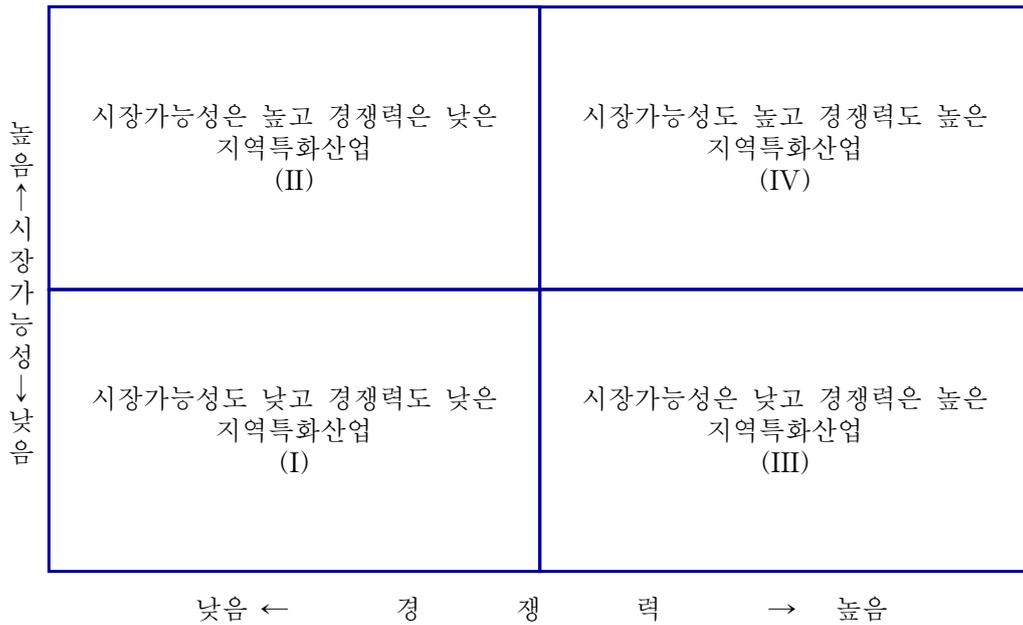 높음←시장가능성→낮음
시장가능성은 높고 경쟁력은 낮은
지역특화산업
(II)
시장가능성도 높고 경쟁력도 높은
지역특화산업
(IV)
시장가능성도 낮고 경쟁력도 낮은
지역특화산업
(I)
시장가능성은 낮고 경쟁력은 높은
지역특화산업
(III)
낮음 ← 경 쟁 력 → 높음